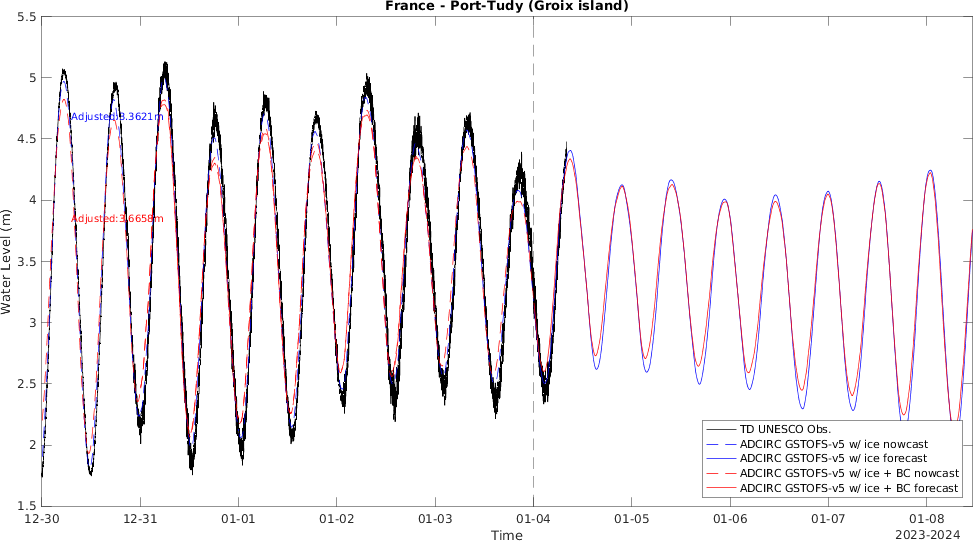 France - Port-Tudy (Groix island)
5.5
5
4.5
4
3.5
3
2.5
2
1.5
Water Level (m)
Adjusted:3.3621m
Adjusted:3.6658m
TD UNESCO Obs.
ADCIRC GSTOFS-v5 w/ ice nowcast
ADCIRC GSTOFS-v5 w/ ice forecast
ADCIRC GSTOFS-v5 w/ ice + BC nowcast
ADCIRC GSTOFS-v5 w/ ice + BC forecast
12-30 12-31 01-01 01-02 01-03 01-04 01-05 01-06 01-07 01-08
Time
2023-2024